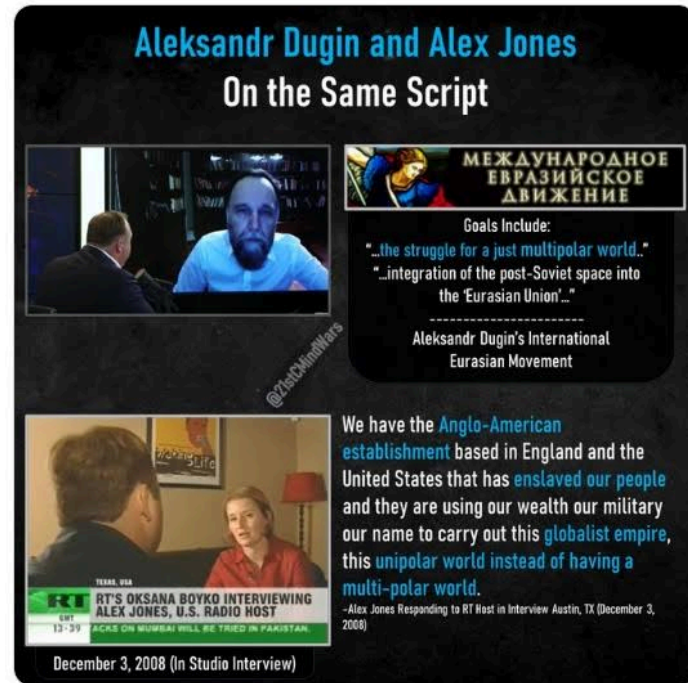 Aleksandr Dugin and Alex Jones
On the Same Script
МЕЖДУНАРОДНОЕ
ЕВРАЗИЙСКОЕ
ДВИЖЕНИЕ
Goals Include:
"...the struggle for a just multipolar world.."
"...integration of the post-Soviet space into
the 'Eurasian Union'..."
-----------------------
Aleksandr Dugin's International
Eurasian Movement
@21stCMindWars
We have the Anglo-American
establishment based in England and the
United States that has enslaved our people
and they are using our wealth our military
our name to carry out this globalist empire,
this unipolar world instead of having a
multi-polar world.
-Alex Jones Responding to RT Host in Interview Austin, TX (December 3,
2008)
TEXAS, USA
RT
RT'S OKSANA BOYKO INTERVIEWING
ALEX JONES, U.S. RADIO HOST
GMT
13-39
ACKS ON MUMBAI WILL BE TRIED IN PAKISTAN.
December 3, 2008 (In Studio Interview)